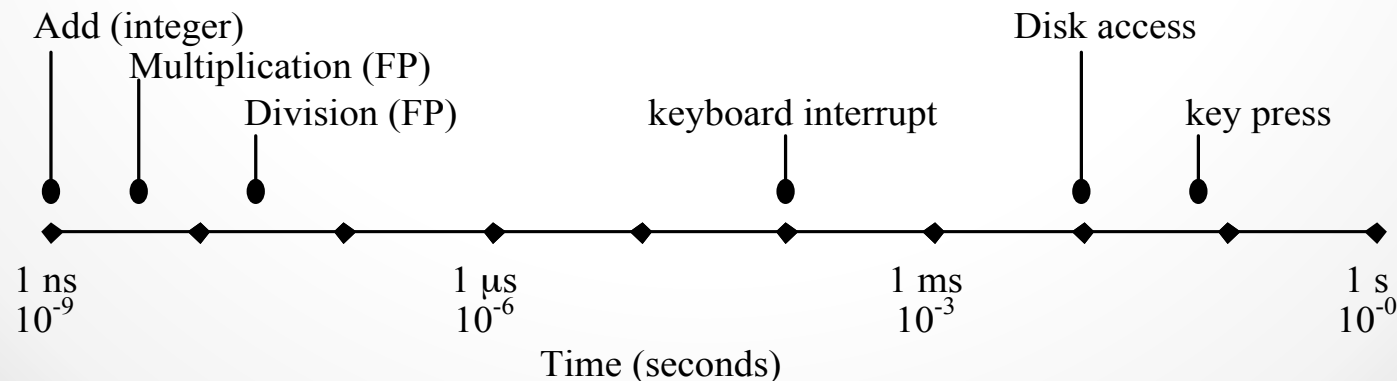 Add (integer)
Disk access
Multiplication (FP)
Division (FP)
keyboard interrupt
key press
1 ns
1 μs
1 ms
1 s
10⁻⁹
10⁻⁶
10⁻³
10⁻⁰
Time (seconds)